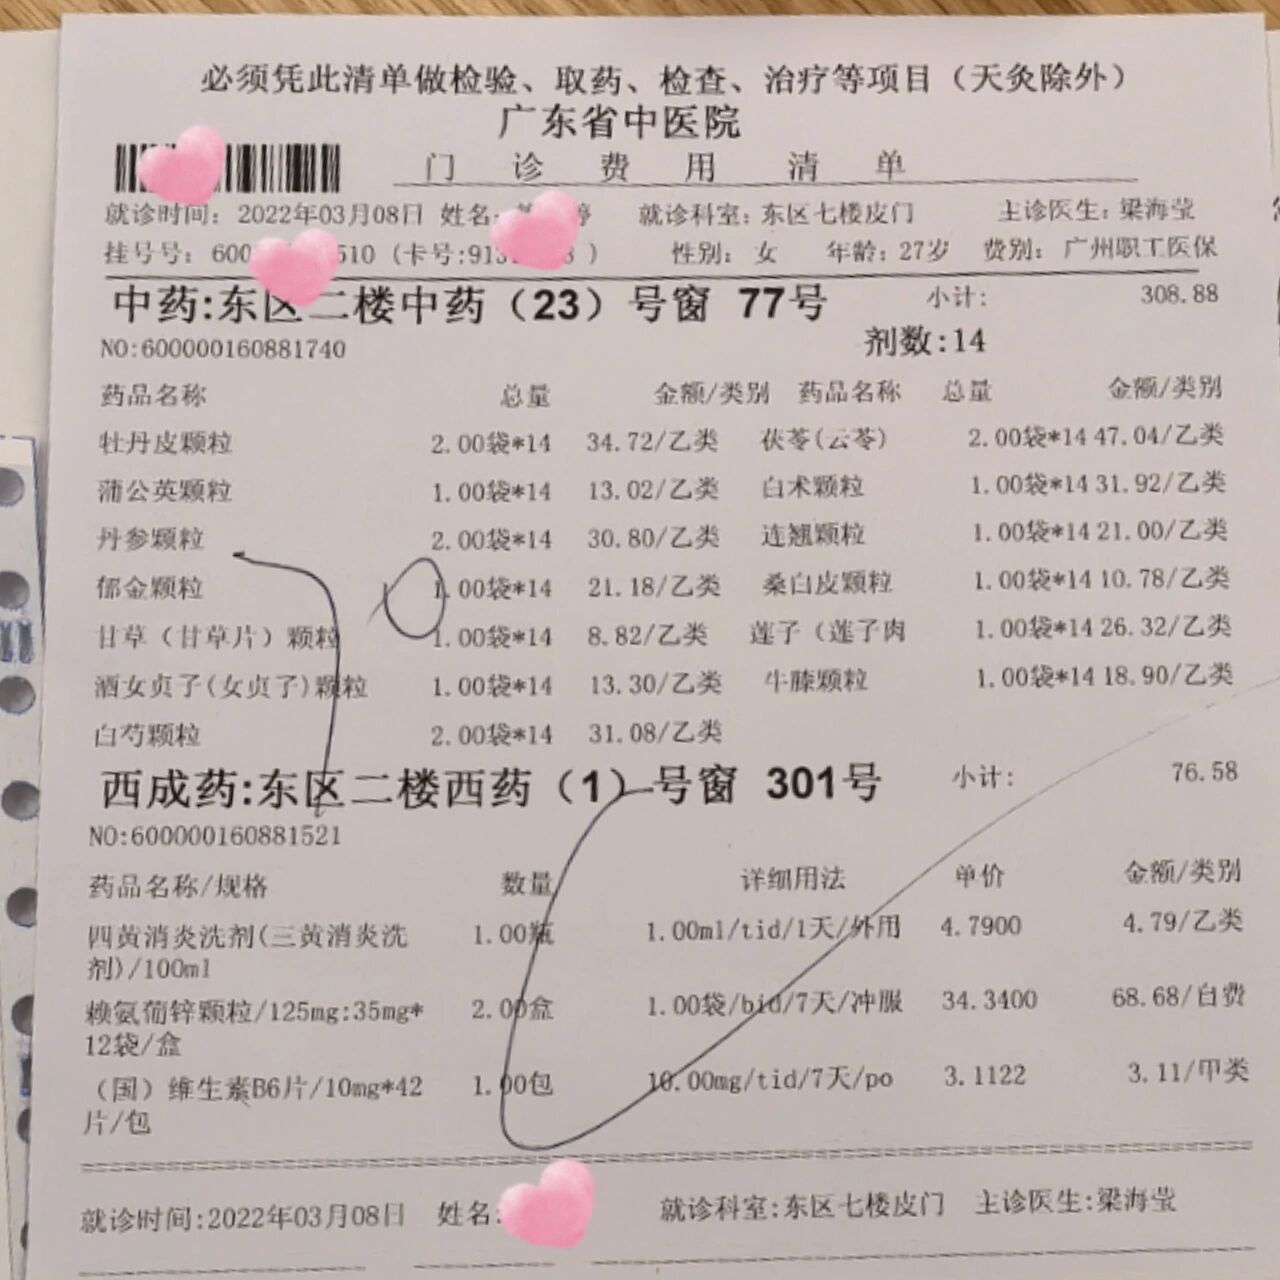 必须凭此清单做检验、取药、检查、治疗等项目（天灸除外）
广东省中医院
门诊费用清单
就诊时间: 2022年03月08日 姓名: 婷 就诊科室: 东区七楼皮门 主诊医生: 梁海莹
挂号号: 600 510 (卡号:913 8 ) 性别: 女 年龄: 27岁 费别: 广州职工医保
中药:东区二楼中药（23）号窗 77号 小计: 308.88
NO:600000160881740 剂数:14
药品名称 总量 金额/类别 药品名称 总量 金额/类别
牡丹皮颗粒 2.00袋*14 34.72/乙类 茯苓(云苓) 2.00袋*14 47.04/乙类
蒲公英颗粒 1.00袋*14 13.02/乙类 白术颗粒 1.00袋*14 31.92/乙类
丹参颗粒 2.00袋*14 30.80/乙类 连翘颗粒 1.00袋*14 21.00/乙类
郁金颗粒 1.00袋*14 21.18/乙类 桑白皮颗粒 1.00袋*14 10.78/乙类
甘草（甘草片）颗粒 1.00袋*14 8.82/乙类 莲子（莲子肉 1.00袋*14 26.32/乙类
酒女贞子(女贞子)颗粒 1.00袋*14 13.30/乙类 牛膝颗粒 1.00袋*14 18.90/乙类
白芍颗粒 2.00袋*14 31.08/乙类
西成药:东区二楼西药（1）号窗 301号 小计: 76.58
NO:600000160881521
药品名称/规格 数量 详细用法 单价 金额/类别
四黄消炎洗剂(三黄消炎洗 1.00瓶 1.00ml/tid/1天/外用 4.7900 4.79/乙类
剂)/100ml
赖氨葡锌颗粒/125mg:35mg* 2.00盒 1.00袋/bid/7天/冲服 34.3400 68.68/自费
12袋/盒
（国）维生素B6片/10mg*42 1.00包 10.00mg/tid/7天/po 3.1122 3.11/甲类
片/包
就诊时间:2022年03月08日 姓名: 就诊科室:东区七楼皮门 主诊医生:梁海莹